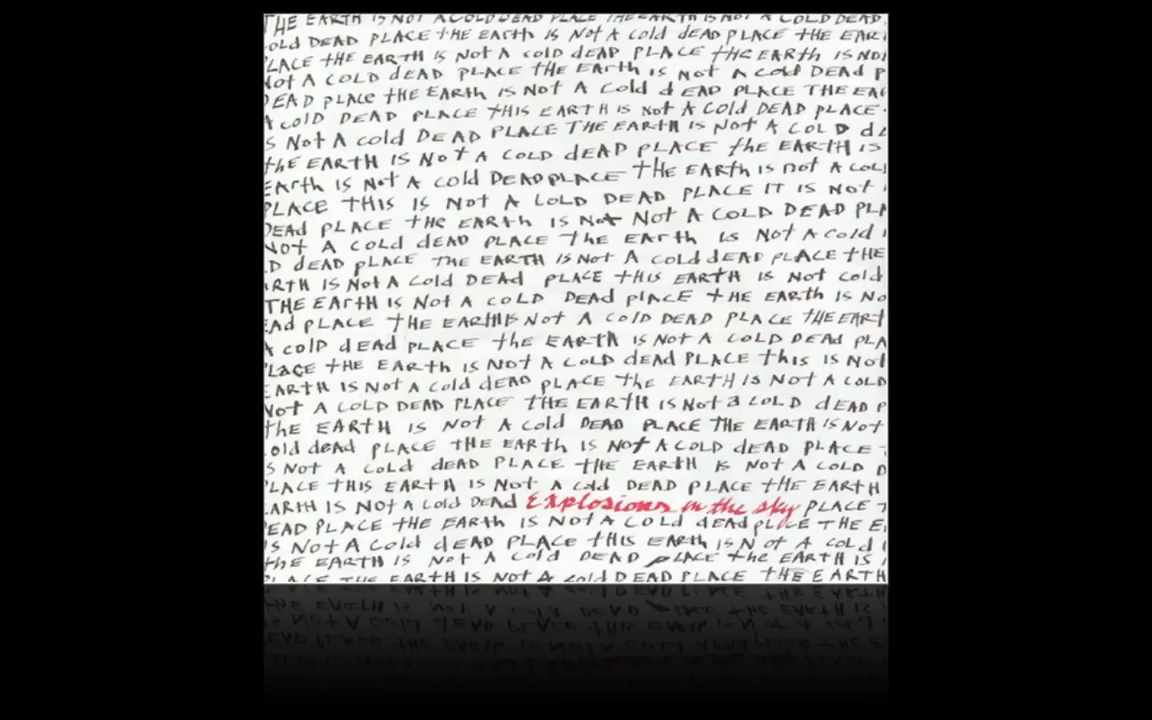 THE EARTH IS NOT A COLD DEAD PLACE THE EARTH IS NOT A COLD DEAD
OLD DEAD PLACE tHE EARth IS NOt A Cold dEAD PLACE tHE EAR
LACE tHE EARTH IS Not A Cold dEAD PLACE tHE EARTH IS NO
Not A COLD dEAD PLACE tHE EARth IS Not A Cold DEAD P
DEAD PLACE tHE EARth IS NOt A Cold dEAD PLACE THE EA
A COLD DEAD PLACE tHIS EARTH IS Not A Cold DEAD PLACE
S Not A cold DEAD PLACE THE EARTH IS Not A COLD dE
thE EARTH IS NOT A COLD dEAD PLACE thE EARTH IS
EARth IS Not A Cold DEAD PLACE tHE EARth IS not A COL
PLACE THIS IS NOT A COLD DEAD PLACE IT IS NOt
DEAd PLACE tHE EARth IS Not Not A COLD DEAD PLA
NOt A COLD dEAD PLACE thE EARth IS Not A Cold
D dEAD pLACE THE EARTH IS Not A Cold dEAD pLACE tHE
RTH IS Not A Cold DEAD PLACE tHIS EARTH IS Not Cold
THE EARtH IS Not A COLD DEAD PlACE tHE EARth IS NO
EAd PLACE tHE EARtH IS NOT A COlD DEAD PLACE tHE EARt
A COlD dEAD PLACE thE EARTh IS Not A COLD DEAD PLA
LACE tHE EARth IS NOt A COLD dEAD PLACE thIS IS Not
EARTH IS Not A Cold dEAD PLACE thE EARTH IS NOT A COLD
NOt A COLD DEAD PLACE tHE EARtH IS Not a COLD dEAD P
tHE EARTH IS NOT A Cold DEAD PLACE THE EARTH IS Not
old dEAD PLACE tHE EARth IS NOT A COLD dEAD PLACE
S NOT A Cold dEAD PLACE tHE EARTH IS NOT A COLD D
LACE tHIS EARTH IS NOT A Cold DEAD PLACE tHE EARTH
EARTH IS NOt A Cold DEAD Explosions in the sky PLACE
EAD PLACE tHE EARth IS NOt A COLD dEAD pLACE tHE E
IS Not A Cold dEAD PLACE tHIS EARth IS Not A COLD
thE EARTH IS Not A Cold DEAD PLACE thE EARTH IS
PLACE THE EARTH IS NOt A cold DEAD PLACE tHE EARTH